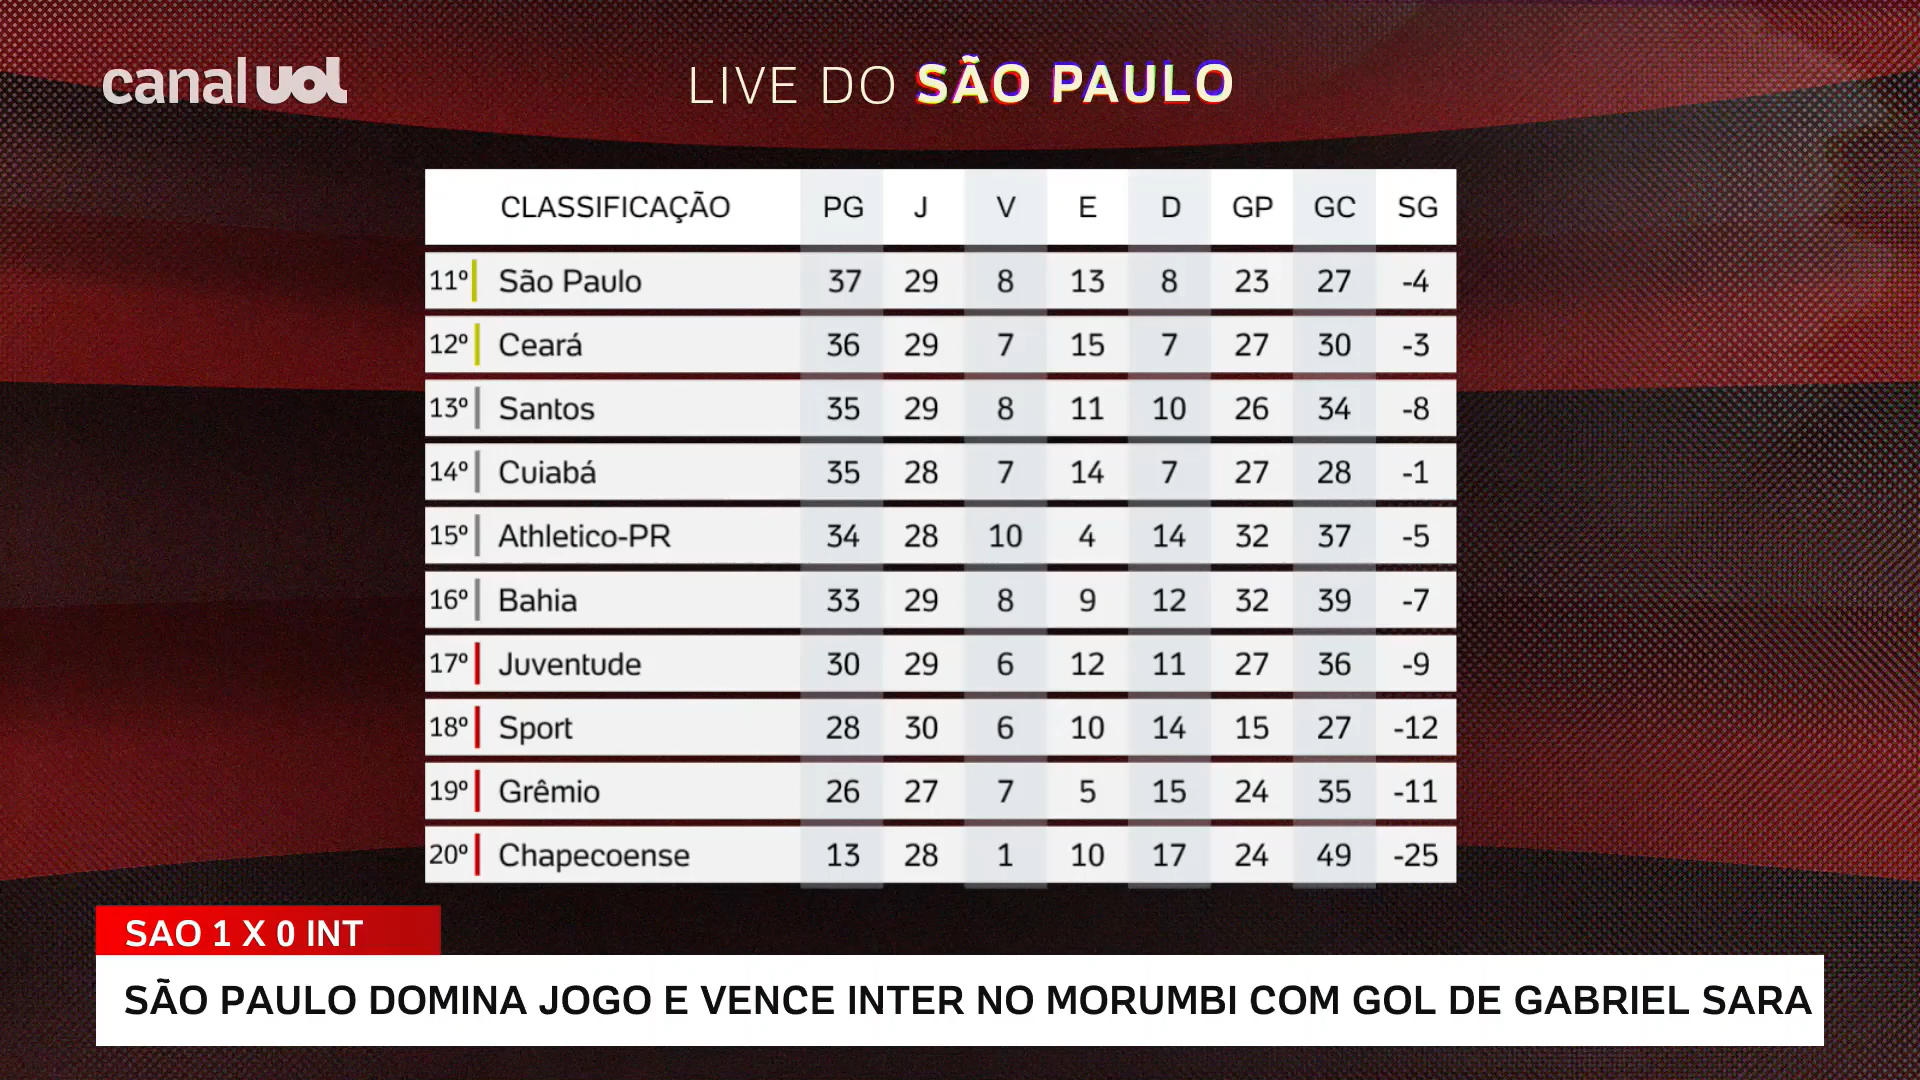 canal uol
LIVE DO SÃO PAULO
CLASSIFICAÇÃO PG J V E D GP GC SG
11º São Paulo 37 29 8 13 8 23 27 -4
12º Ceará 36 29 7 15 7 27 30 -3
13º Santos 35 29 8 11 10 26 34 -8
14º Cuiabá 35 28 7 14 7 27 28 -1
15º Athletico-PR 34 28 10 4 14 32 37 -5
16º Bahia 33 29 8 9 12 32 39 -7
17º Juventude 30 29 6 12 11 27 36 -9
18º Sport 28 30 6 10 14 15 27 -12
19º Grêmio 26 27 7 5 15 24 35 -11
20º Chapecoense 13 28 1 10 17 24 49 -25
SAO 1 X 0 INT
SÃO PAULO DOMINA JOGO E VENCE INTER NO MORUMBI COM GOL DE GABRIEL SARA